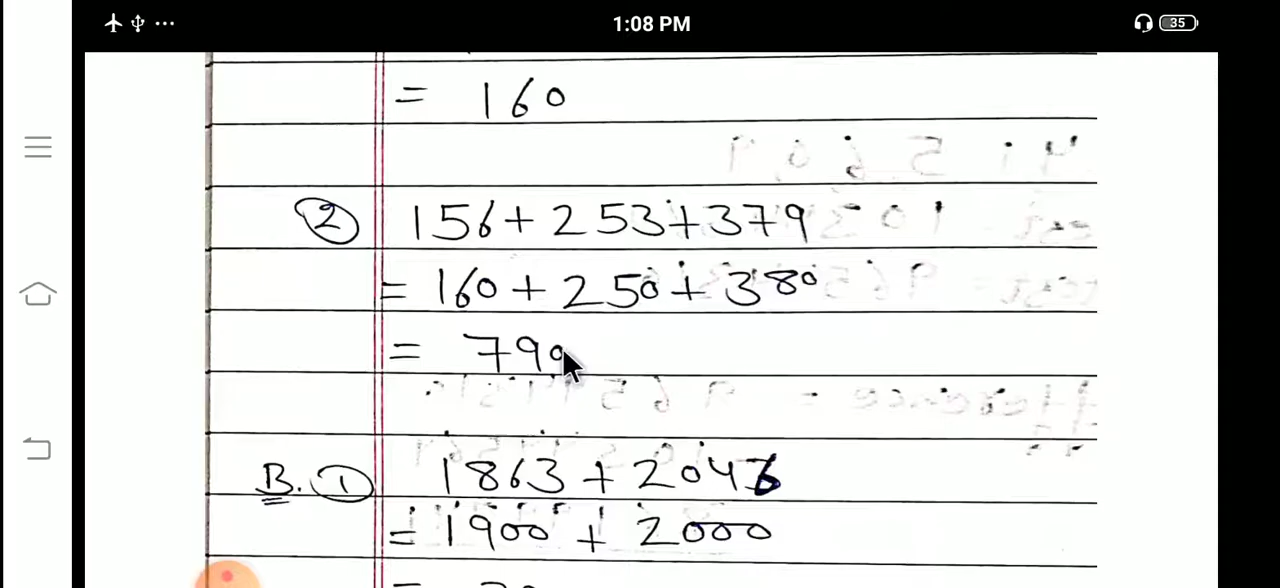 1:08 PM
35
= 160
② 156+253+379
= 160+250+380
= 790
B. ① 1863 + 2046
= 1900 + 2000